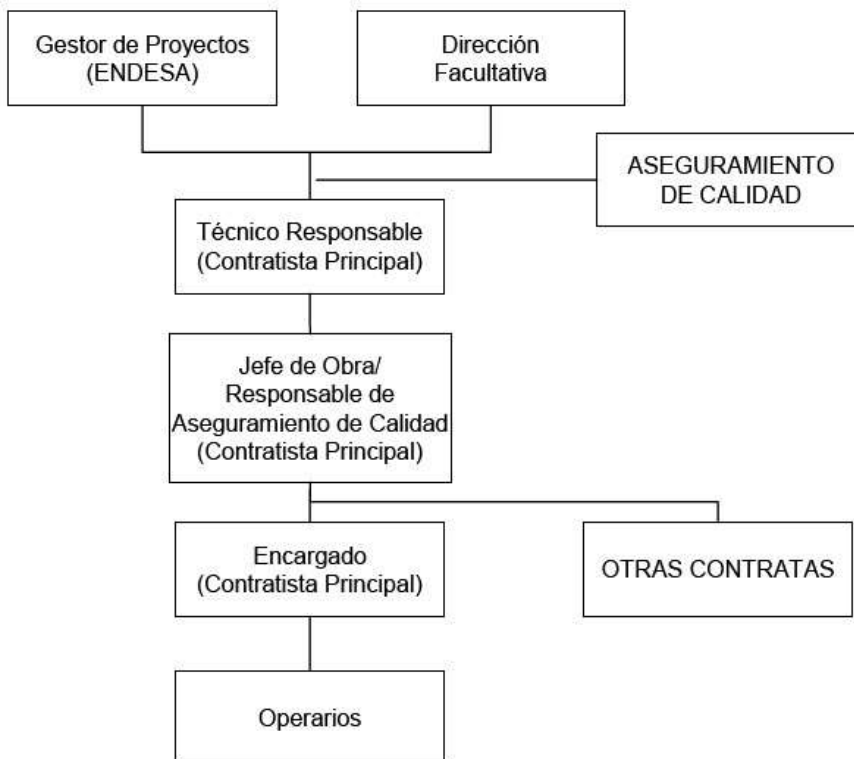 Gestor de Proyectos
(ENDESA)
Dirección
Facultativa
ASEGURAMIENTO
DE CALIDAD
Técnico Responsable
(Contratista Principal)
Jefe de Obra/
Responsable de
Aseguramiento de Calidad
(Contratista Principal)
Encargado
(Contratista Principal)
OTRAS CONTRATAS
Operarios